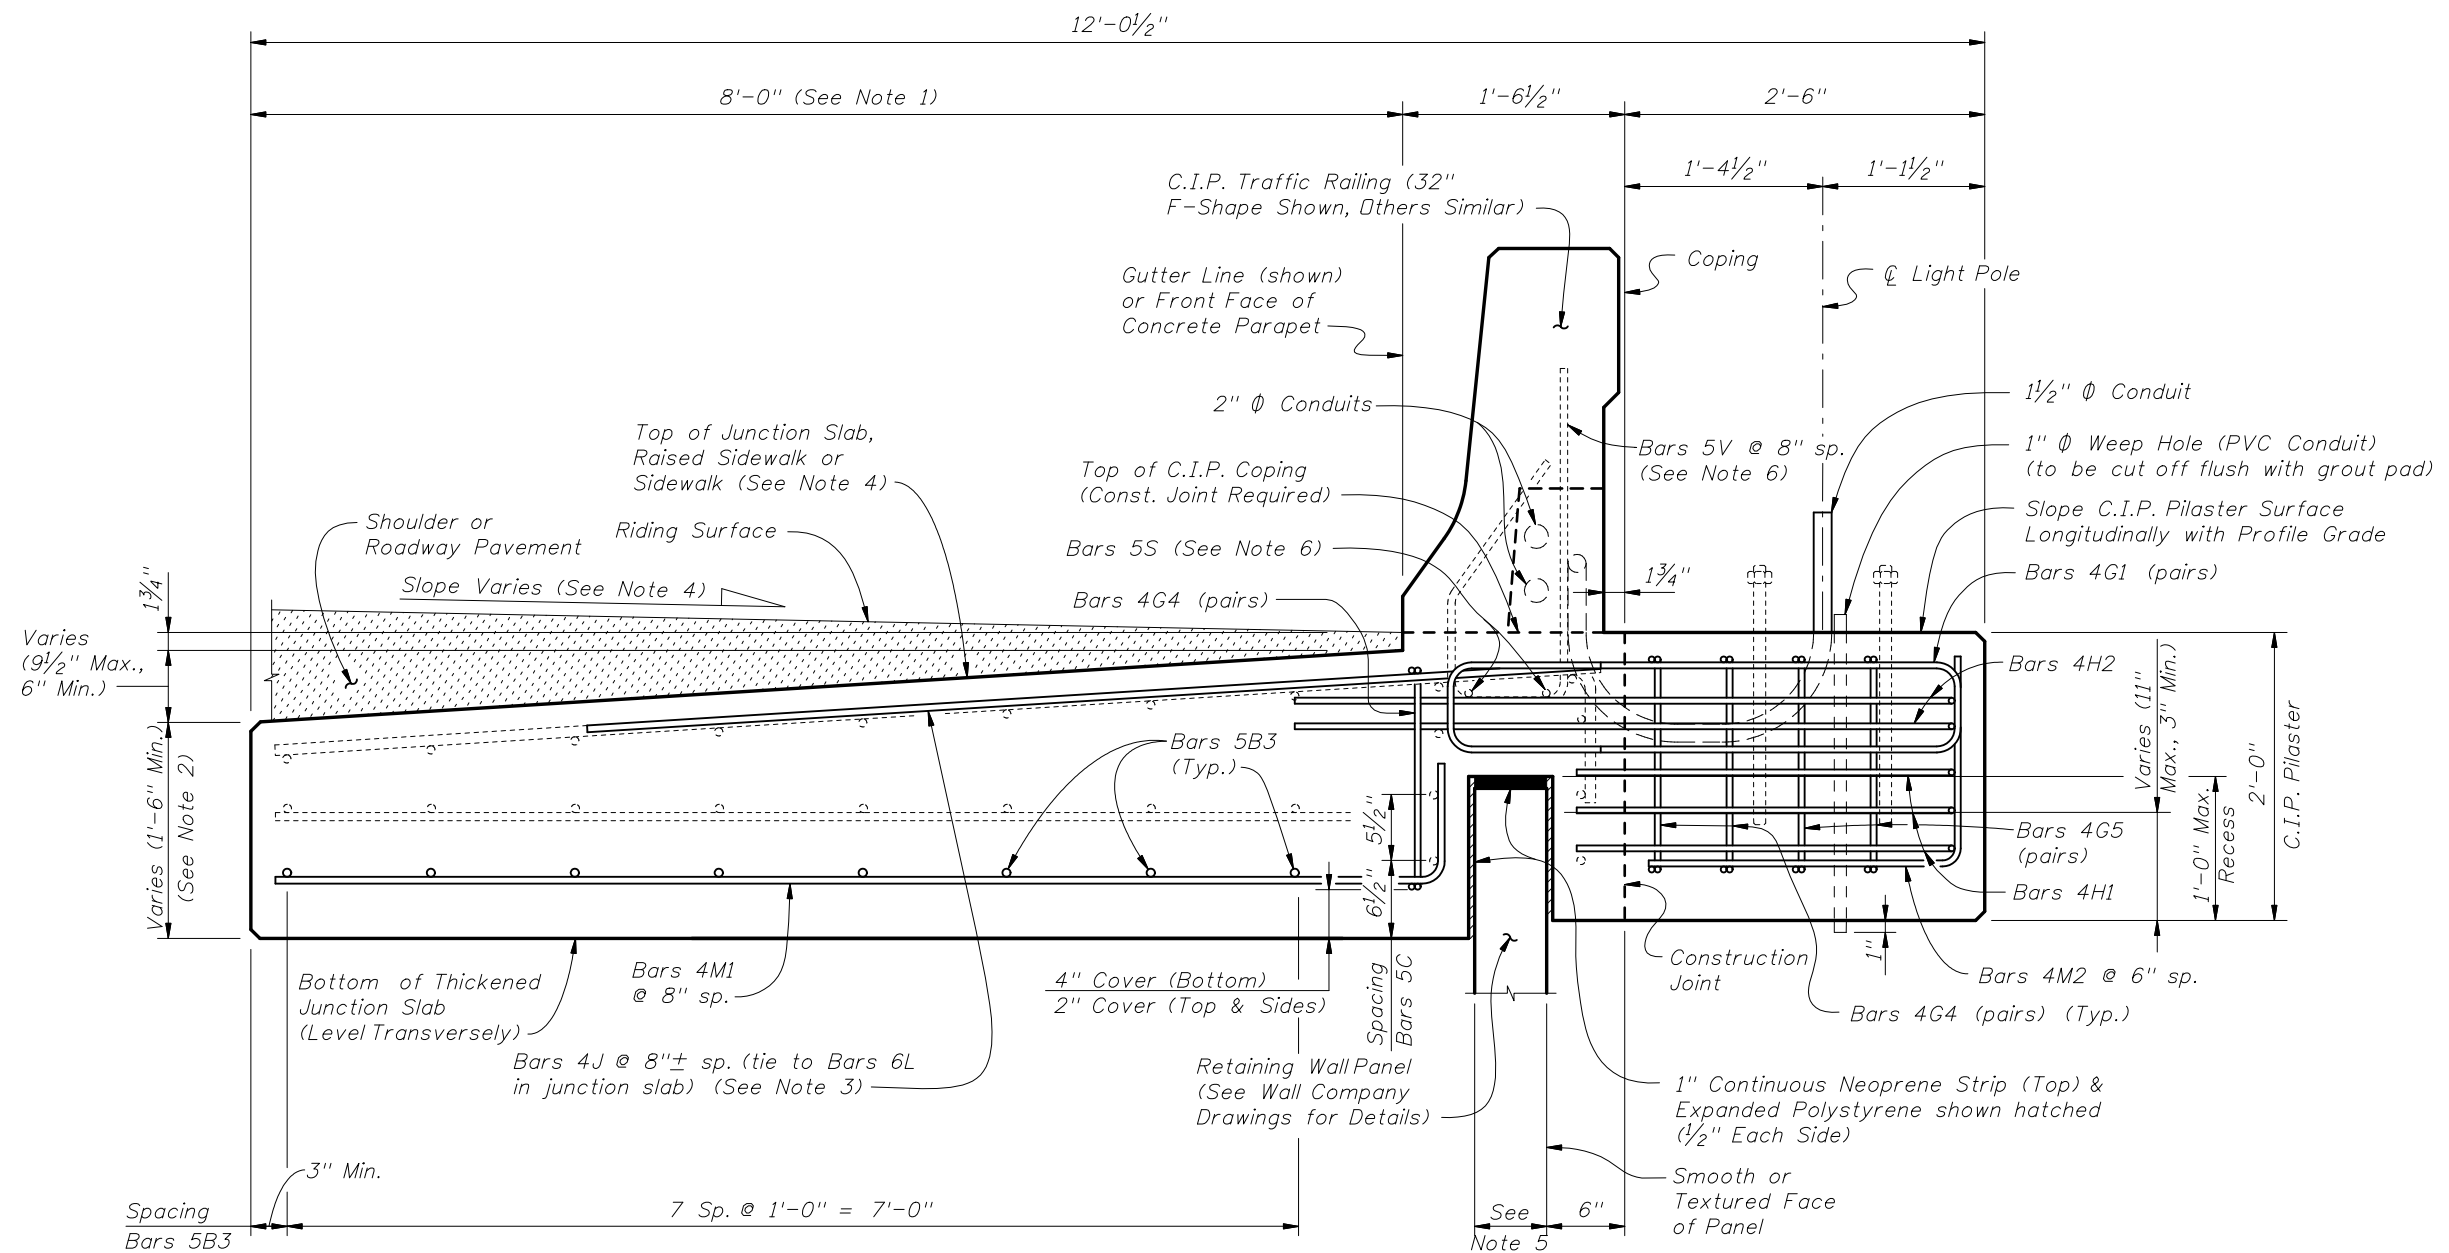 12'-0½"
8'-0" (See Note 1)
1'-6½"
2'-6"
1'-4½"
1'-1½"
C.I.P. Traffic Railing (32"
F-Shape Shown, Others Similar)
Coping
℄ Light Pole
Gutter Line (shown)
or Front Face of
Concrete Parapet
2" ϕ Conduits
1½" ϕ Conduit
Top of Junction Slab,
Raised Sidewalk or
Sidewalk (See Note 4)
Bars 5V @ 8" sp.
(See Note 6)
1" ϕ Weep Hole (PVC Conduit)
(to be cut off flush with grout pad)
Top of C.I.P. Coping
(Const. Joint Required)
Slope C.I.P. Pilaster Surface
Longitudinally with Profile Grade
Shoulder or
Roadway Pavement
Riding Surface
Bars 5S (See Note 6)
Slope Varies (See Note 4)
1¾"
1¾"
Bars 4G1 (pairs)
Bars 4G4 (pairs)
Varies
(9½" Max.,
6" Min.)
Bars 4H2
Varies (11"
Max., 3" Min.)
Bars 5B3
(Typ.)
Varies (1'-6" Min.)
(See Note 2)
2'-0"
C.I.P. Pilaster
1'-0" Max.
Recess
5½"
6½"
Bars 4G5
(pairs)
Bars 4H1
1"
Construction
Joint
Bars 4M2 @ 6" sp.
Bars 4G4 (pairs) (Typ.)
Bottom of Thickened
Junction Slab
(Level Transversely)
Bars 4M1
@ 8" sp.
4" Cover (Bottom)
2" Cover (Top & Sides)
Spacing
Bars 5C
Bars 4J @ 8"± sp. (tie to Bars 6L
in junction slab) (See Note 3)
Retaining Wall Panel
(See Wall Company
Drawings for Details)
1" Continuous Neoprene Strip (Top) &
Expanded Polystyrene shown hatched
(½" Each Side)
Smooth or
Textured Face
of Panel
3" Min.
Spacing
Bars 5B3
7 Sp. @ 1'-0" = 7'-0"
See
Note 5
6"